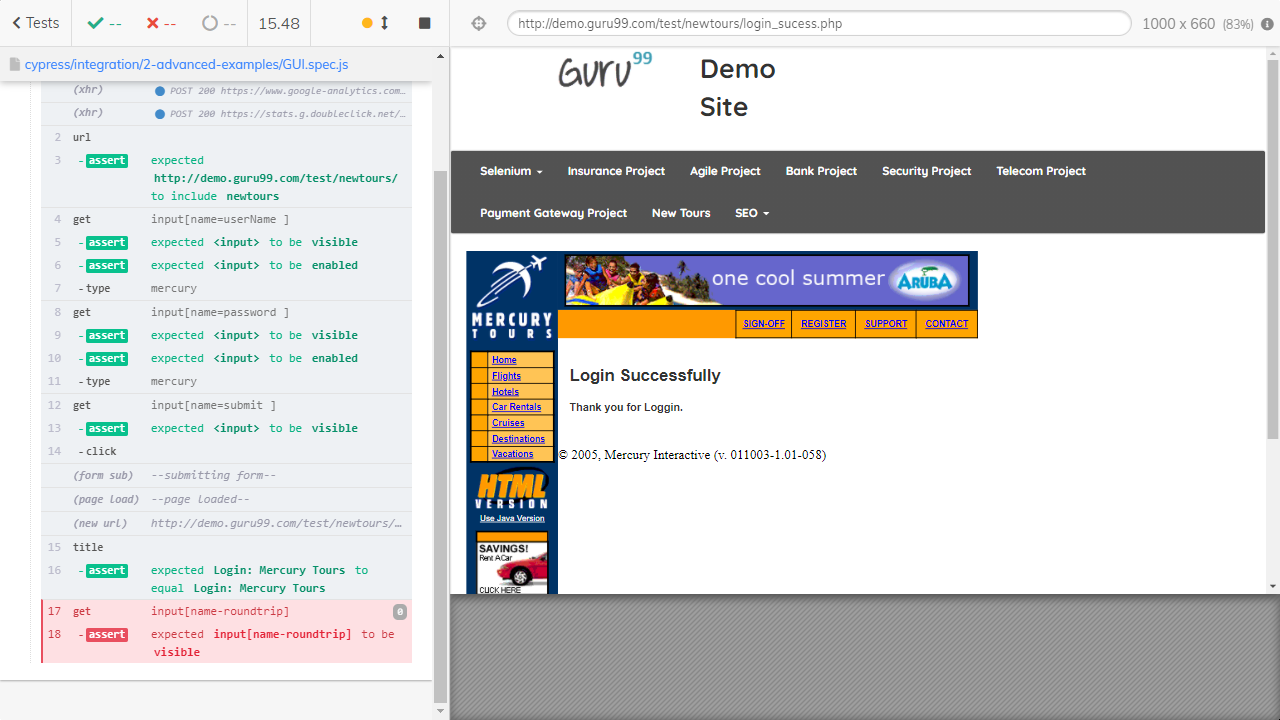 Tests
--
--
--
15.48
http://demo.guru99.com/test/newtours/login_sucess.php
1000 x 660 (83%)
cypress/integration/2-advanced-examples/GUI.spec.js
(xhr) POST 200 https://www.google-analytics.com…
(xhr) POST 200 https://stats.g.doubleclick.net/…
2 url
3 - assert expected
http://demo.guru99.com/test/newtours/
to include newtours
4 get input[name=userName ]
5 - assert expected <input> to be visible
6 - assert expected <input> to be enabled
7 - type mercury
8 get input[name=password ]
9 - assert expected <input> to be visible
10 - assert expected <input> to be enabled
11 - type mercury
12 get input[name=submit ]
13 - assert expected <input> to be visible
14 - click
(form sub) --submitting form--
(page load) --page loaded--
(new url) http://demo.guru99.com/test/newtours/…
15 title
16 - assert expected Login: Mercury Tours to
equal Login: Mercury Tours
17 get input[name-roundtrip] 0
18 - assert expected input[name-roundtrip] to be
visible
Guru 99
Demo
Site
Selenium Insurance Project Agile Project Bank Project Security Project Telecom Project
Payment Gateway Project New Tours SEO
MERCURY
TOURS
one cool summer ARUBA
SIGN-OFF REGISTER SUPPORT CONTACT
Home
Flights
Hotels
Car Rentals
Cruises
Destinations
Vacations
Login Successfully
Thank you for Loggin.
© 2005, Mercury Interactive (v. 011003-1.01-058)
HTML
VERSION
Use Java Version
SAVINGS!
Rent A Car
CLICK HERE